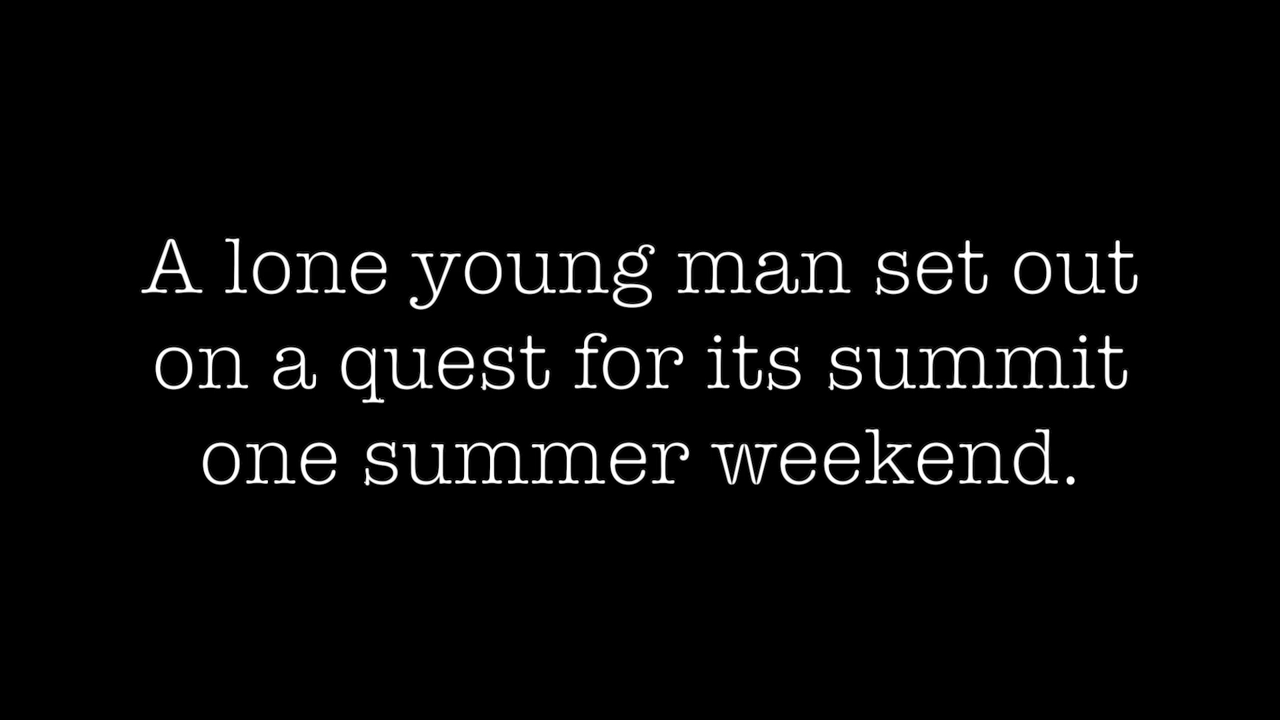 A lone young man set out
on a quest for its summit
one summer weekend.